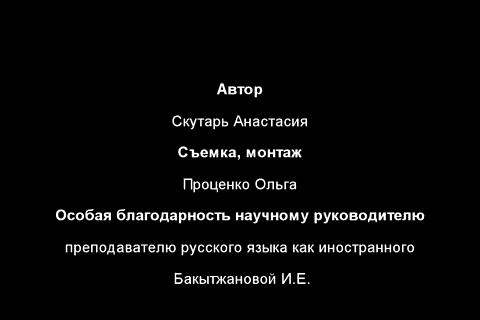 Автор
Скутарь Анастасия
Съемка, монтаж
Проценко Ольга
Особая благодарность научному руководителю
преподавателю русского языка как иностранного
Бакытжановой И.Е.